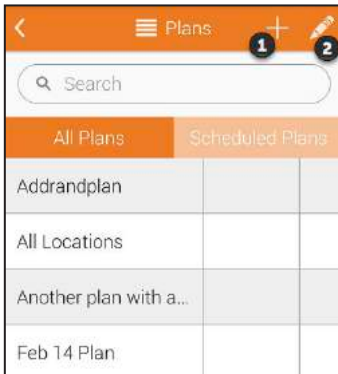 Plans
1
2
Search
All Plans Scheduled Plans
Addrandplan
All Locations
Another plan with a...
Feb 14 Plan